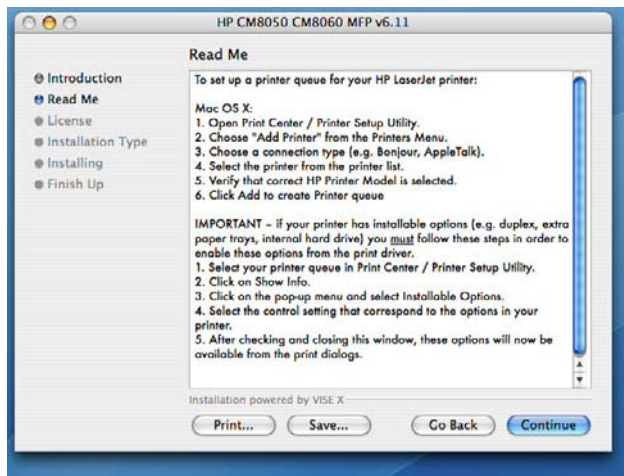 HP CM8050 CM8060 MFP v6.11
Read Me
Introduction
Read Me
License
Installation Type
Installing
Finish Up
To set up a printer queue for your HP LaserJet printer:
Mac OS X:
1. Open Print Center / Printer Setup Utility.
2. Choose "Add Printer" from the Printers Menu.
3. Choose a connection type (e.g. Bonjour, AppleTalk).
4. Select the printer from the printer list.
5. Verify that correct HP Printer Model is selected.
6. Click Add to create Printer queue
IMPORTANT – if your printer has installable options (e.g. duplex, extra
paper trays, internal hard drive) you must follow these steps in order to
enable these options from the print driver.
1. Select your printer queue in Print Center / Printer Setup Utility.
2. Click on Show Info.
3. Click on the pop-up menu and select Installable Options.
4. Select the control setting that correspond to the options in your
printer.
5. After checking and closing this window, these options will now be
available from the print dialogs.
Installation powered by VISE X
Print... Save... Go Back Continue